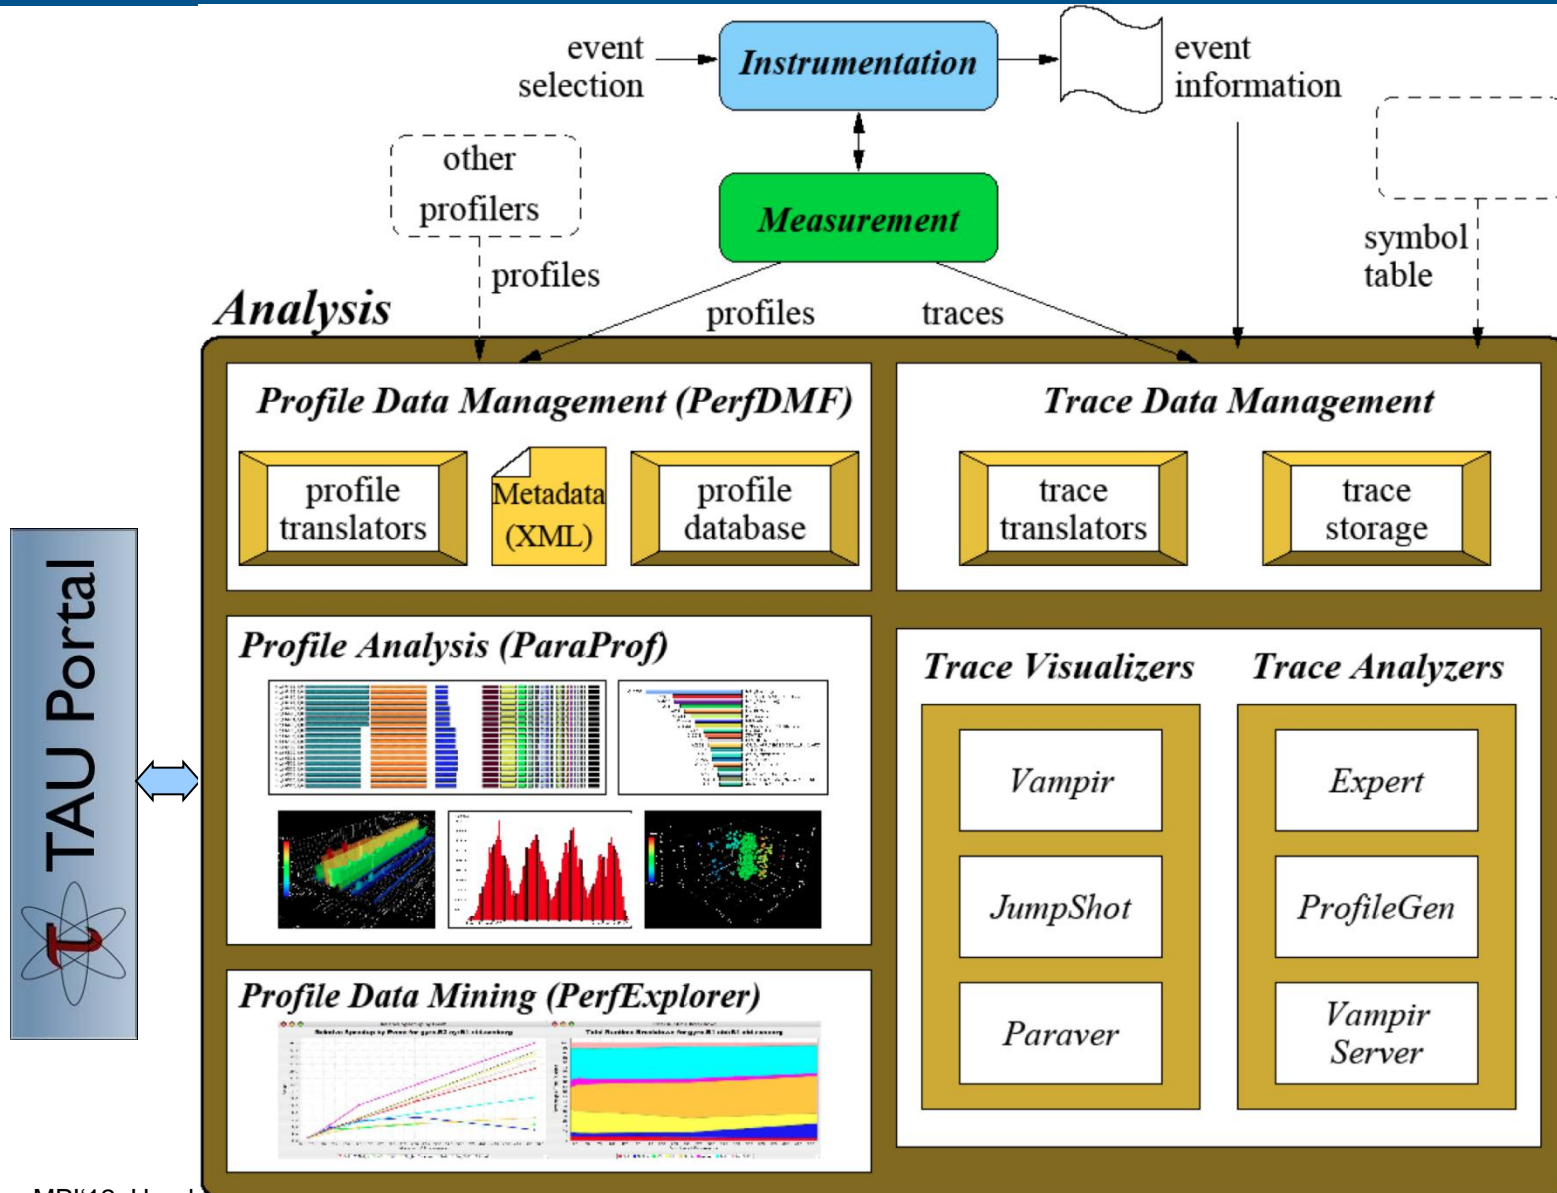 event
selection
Instrumentation
event
information
other
profilers
Measurement
symbol
table
profiles
Analysis
profiles
traces
Profile Data Management (PerfDMF)
profile
translators
Metadata
(XML)
profile
database
Trace Data Management
trace
translators
trace
storage
TAU Portal
Profile Analysis (ParaProf)
Trace Visualizers
Vampir
JumpShot
Paraver
Trace Analyzers
Expert
ProfileGen
Vampir
Server
Profile Data Mining (PerfExplorer)